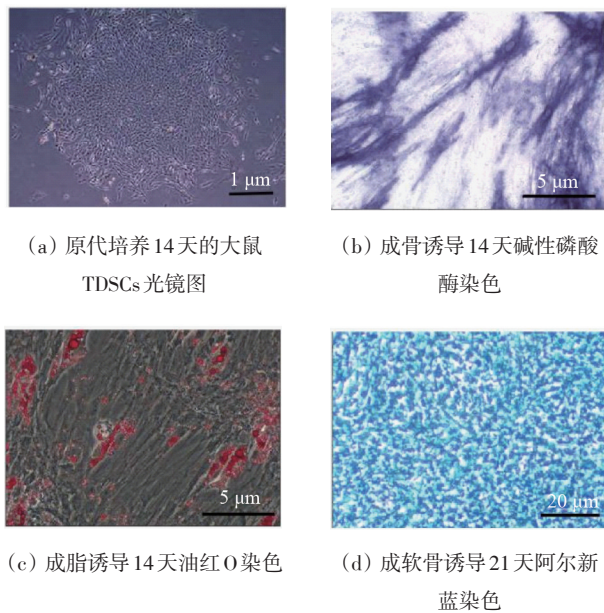 1 μm
5 μm
(a) 原代培养14天的大鼠
TDSCs光镜图
(b) 成骨诱导14天碱性磷酸
酶染色
5 μm
20 μm
(c) 成脂诱导14天油红O染色
(d) 成软骨诱导21天阿尔新
蓝染色